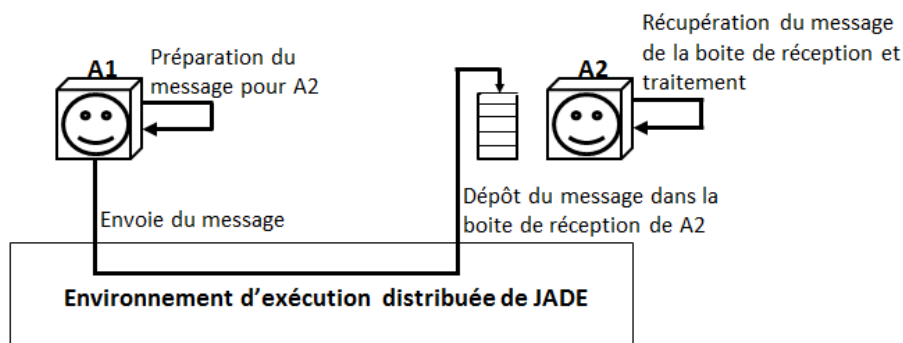 A1
Préparation du
message pour A2
Envoie du message
A2
Récupération du message
de la boite de réception et
traitement
Dépôt du message dans la
boite de réception de A2
Environnement d’exécution distribuée de JADE